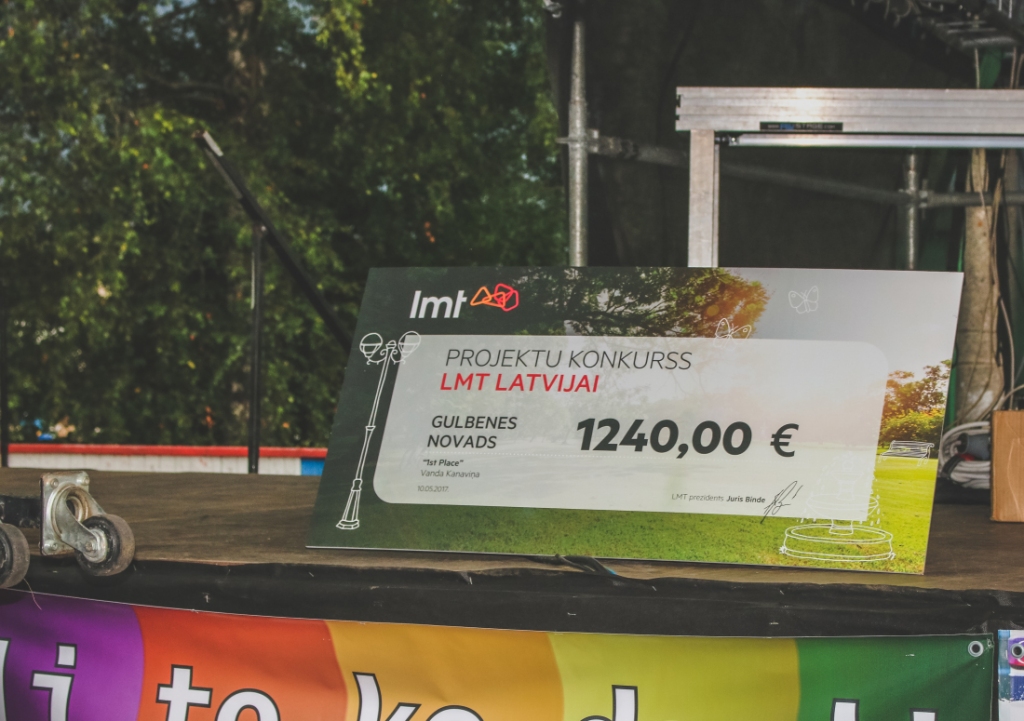 lmt
PROJEKTU KONKURSS
LMT LATVIJAI
GULBENES
NOVADS
1240,00 €
"1st Place"
Vanda Kanaviņa
10.05.2017
LMT prezidents Juris Binde